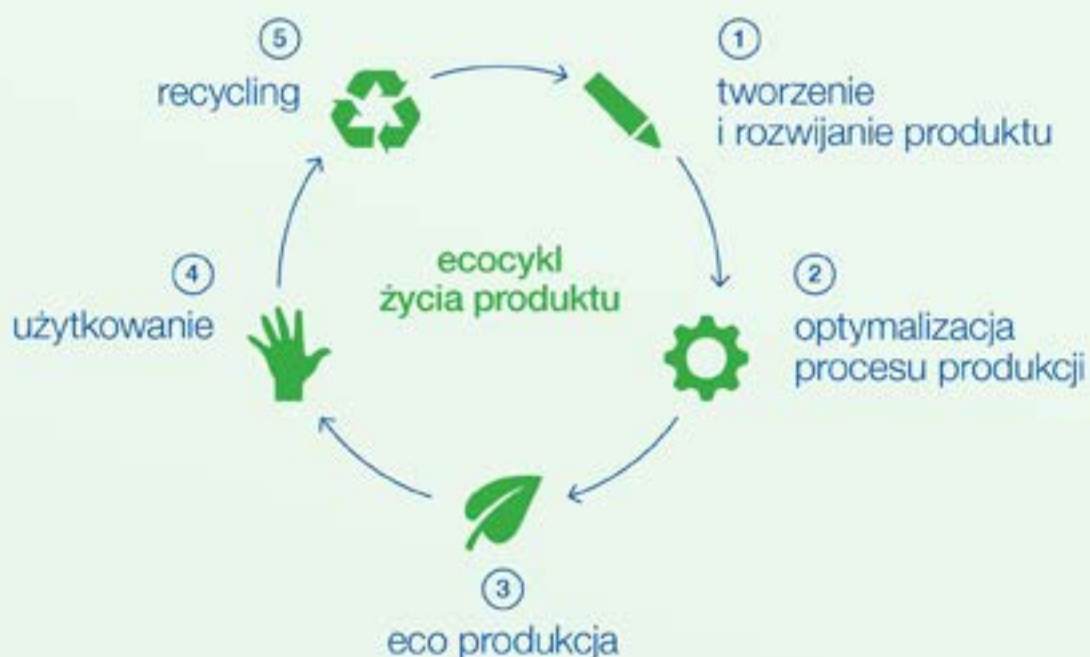 5
recycling
1
tworzenie
i rozwijanie produktu
ecocykl
życia produktu
4
użytkowanie
2
optymalizacja
procesu produkcji
3
eco produkcja